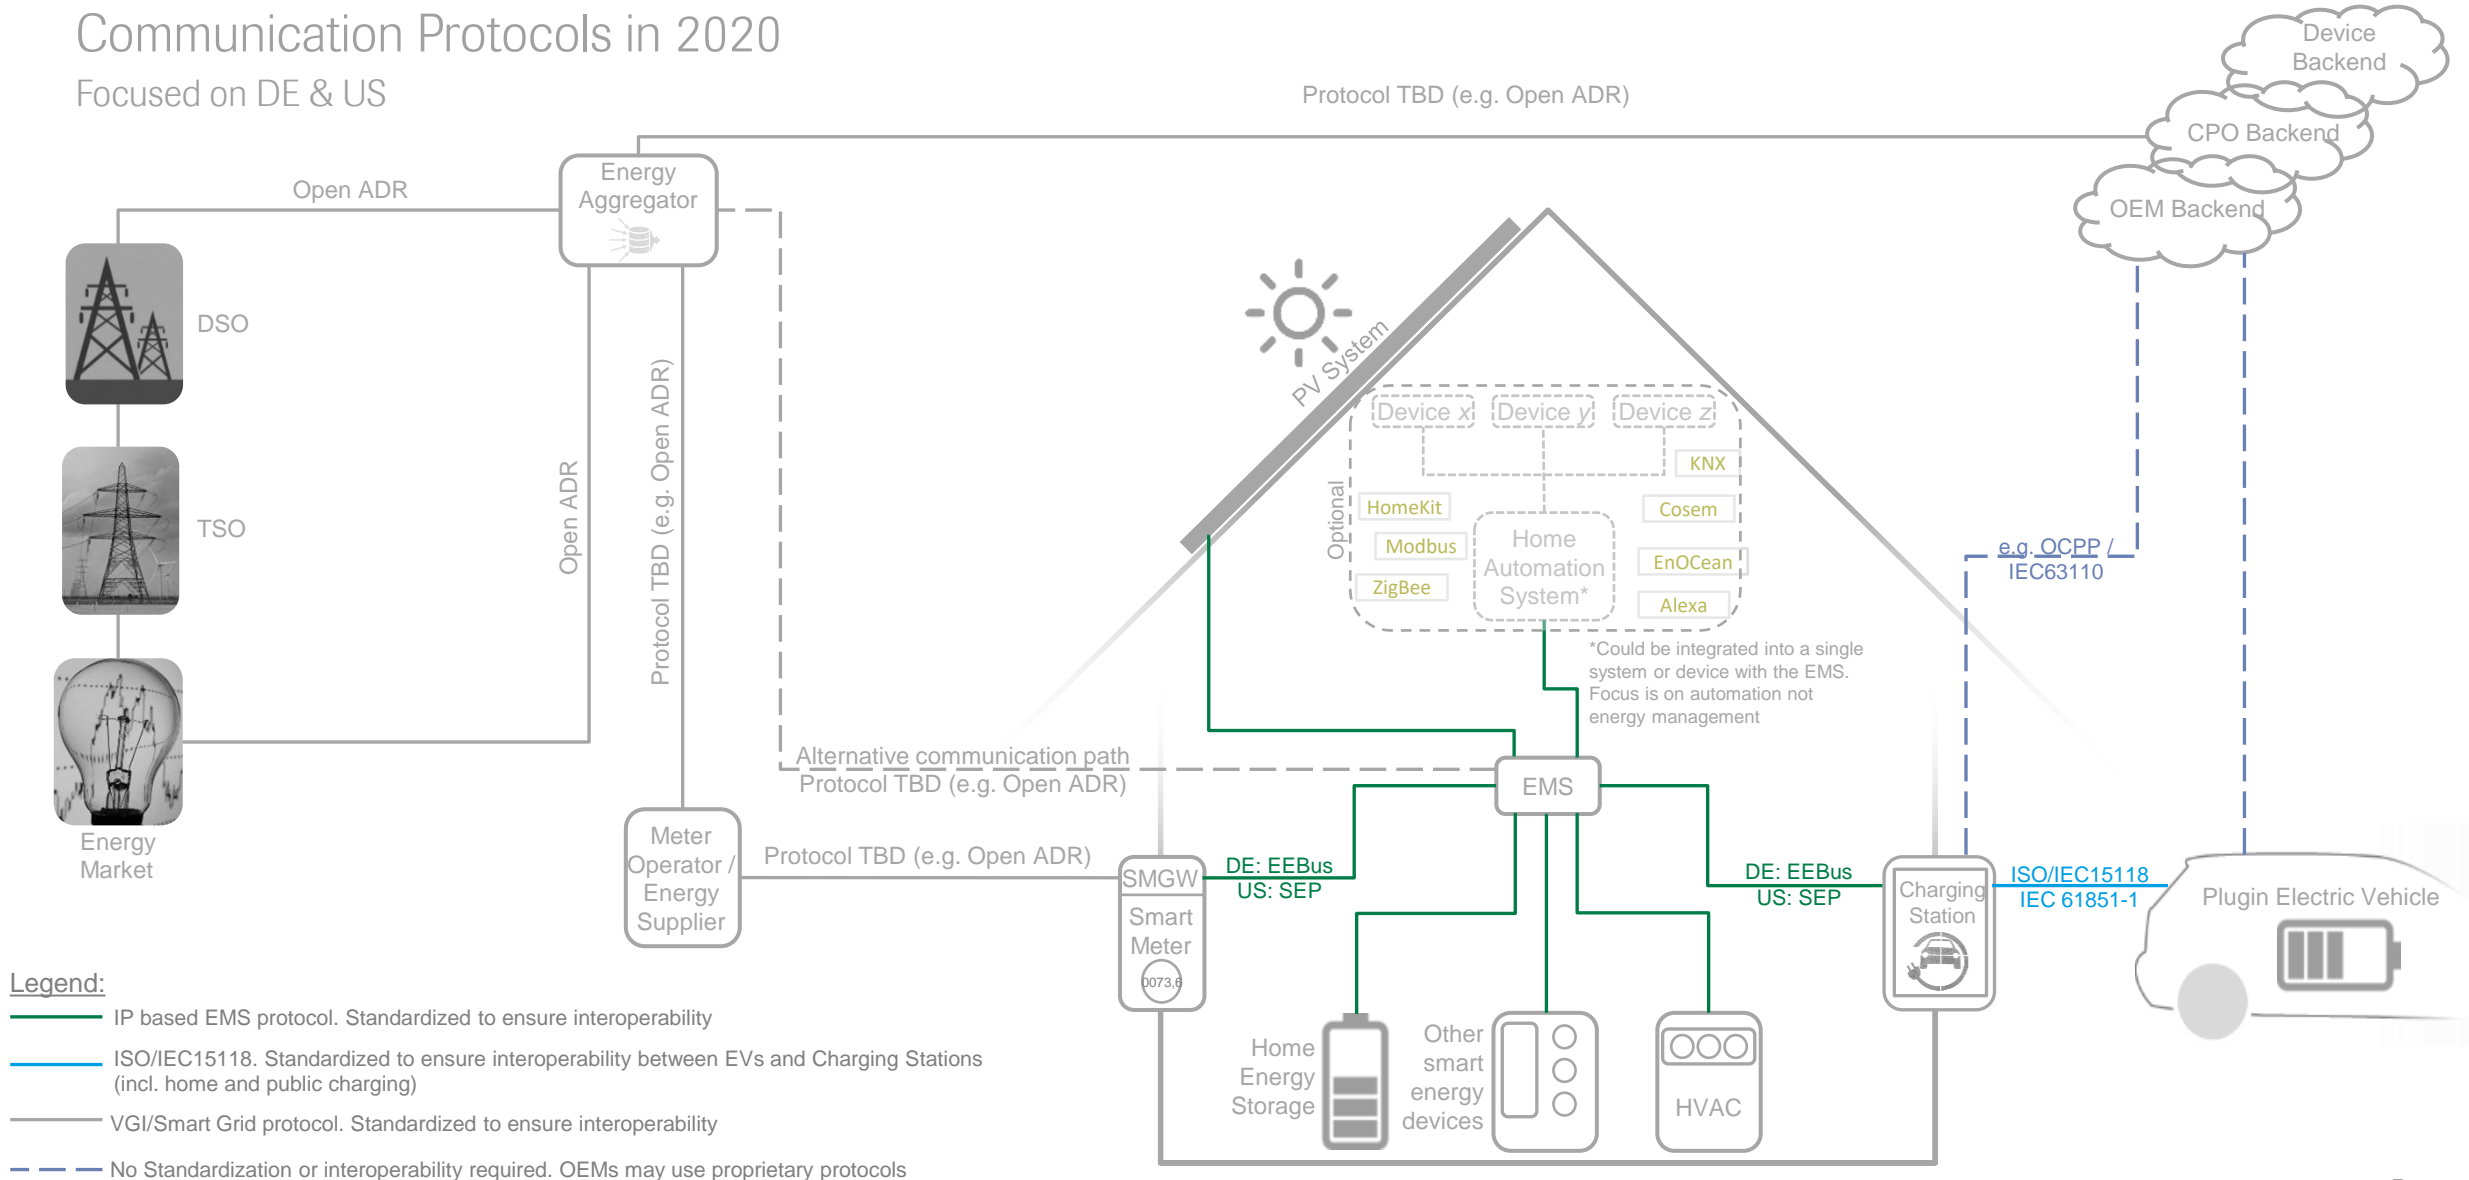 Communication Protocols in 2020
Focused on DE & US
Device
Backend
Protocol TBD (e.g. Open ADR)
CPO Backend
OEM Backend
Energy
Aggregator
Open ADR
DSO
TSO
Energy
Market
Open ADR
Protocol TBD (e.g. Open ADR)
PV System
Optional
Device x
Device y
Device z
KNX
HomeKit
Cosem
Modbus
EnOCean
ZigBee
Alexa
Home
Automation
System*
*Could be integrated into a single
system or device with the EMS.
Focus is on automation not
energy management
e.g. OCPP /
IEC63110
Alternative communication path
Protocol TBD (e.g. Open ADR)
EMS
Meter
Operator /
Energy
Supplier
Protocol TBD (e.g. Open ADR)
SMGW
Smart
Meter
0073,6
DE: EEBus
US: SEP
DE: EEBus
US: SEP
Charging
Station
ISO/IEC15118
IEC 61851-1
Plugin Electric Vehicle
Home
Energy
Storage
Other
smart
energy
devices
HVAC
Legend:
IP based EMS protocol. Standardized to ensure interoperability
ISO/IEC15118. Standardized to ensure interoperability between EVs and Charging Stations
(incl. home and public charging)
VGI/Smart Grid protocol. Standardized to ensure interoperability
No Standardization or interoperability required. OEMs may use proprietary protocols